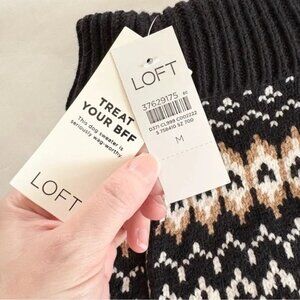 TREAT
YOUR BFF
This dog sweater is
seriously wag-worthy.
LOFT
LOFT
37629175
M